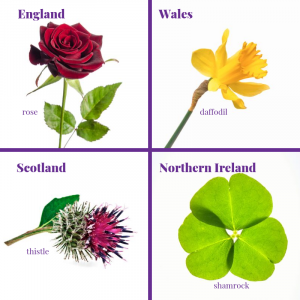 England
rose
Wales
daffodil
Scotland
thistle
Northern Ireland
shamrock